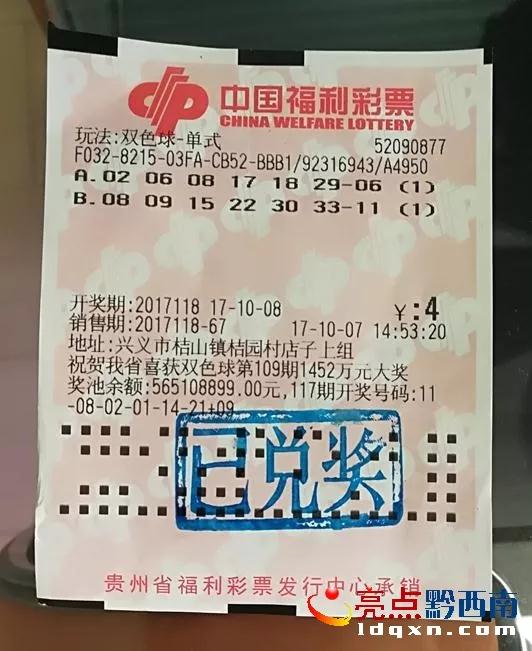 中国福利彩票
CHINA WELFARE LOTTERY
玩法:双色球-单式 52090877
F032-8215-03FA-CB52-BBB1/92316943/A4950
A.02 06 08 17 18 29-06 (1)
B.08 09 15 22 30 33-11 (1)
开奖期:2017118 17-10-08 ¥:4
销售期:2017118-67 17-10-07 14:53:20
地址:兴义市桔山镇桔园村店子上组
祝贺我省喜获双色球第109期1452万元大奖
奖池余额:565108899.00元,117期开奖号码:11
-08-02-01-14-21+09
已兑奖
贵州省福利彩票发行中心承销
亮点黔西南
ldqxn.com